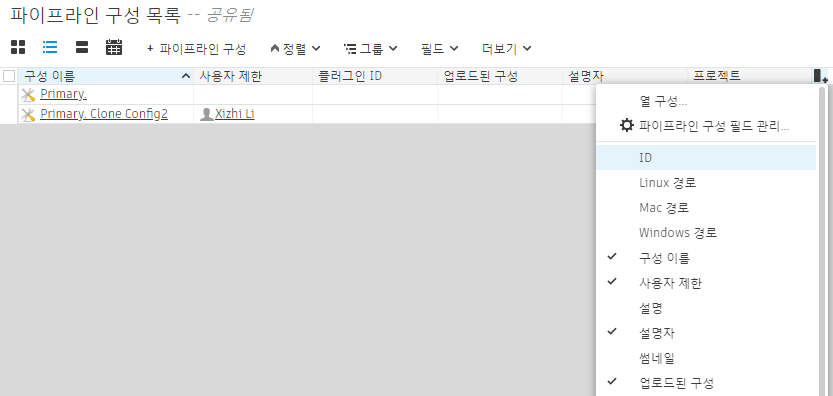 파이프라인 구성 목록 -- 공유됨
+ 파이프라인 구성 정렬 그룹 필드 더보기
구성 이름 사용자 제한 플러그인 ID 업로드된 구성 설명자 프로젝트
Primary.
Primary. Clone Config2 Xizhi Li
열 구성...
파이프라인 구성 필드 관리...
ID
Linux 경로
Mac 경로
Windows 경로
구성 이름
사용자 제한
설명
설명자
썸네일
업로드된 구성